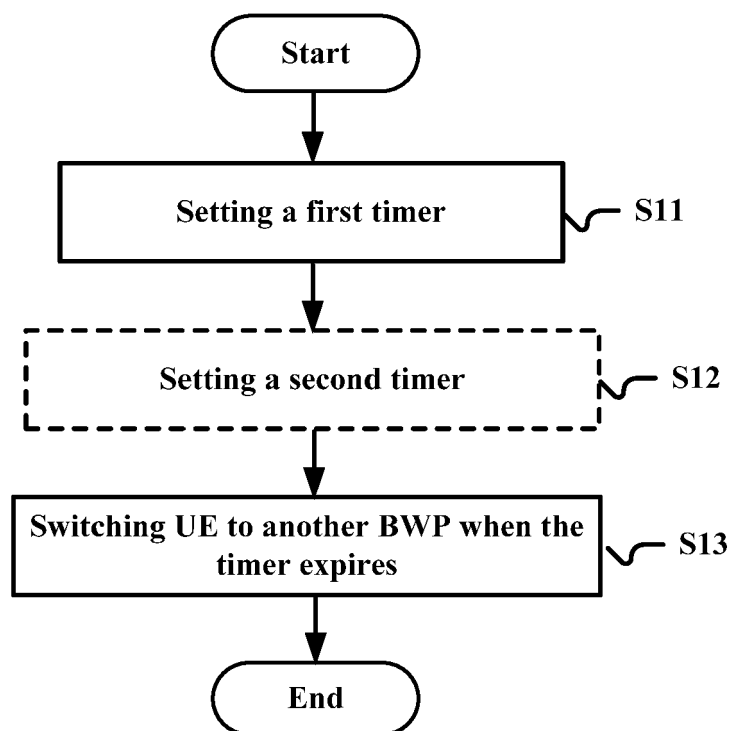 Start
Setting a first timer
S11
Setting a second timer
S12
Switching UE to another BWP when the
timer expires
S13
End